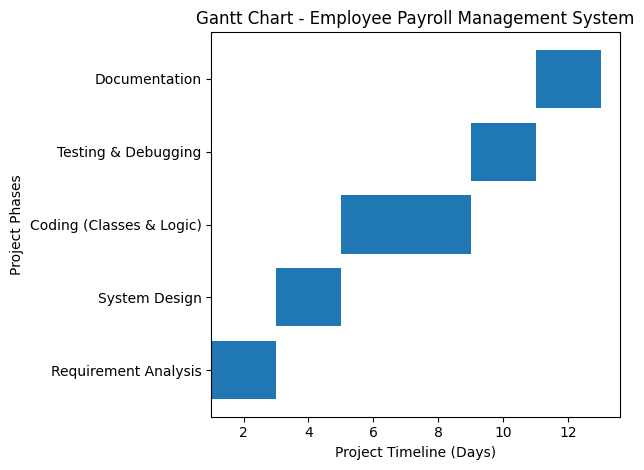 Gantt Chart - Employee Payroll Management System
Project Phases
Documentation
Testing & Debugging
Coding (Classes & Logic)
System Design
Requirement Analysis
2 4 6 8 10 12
Project Timeline (Days)